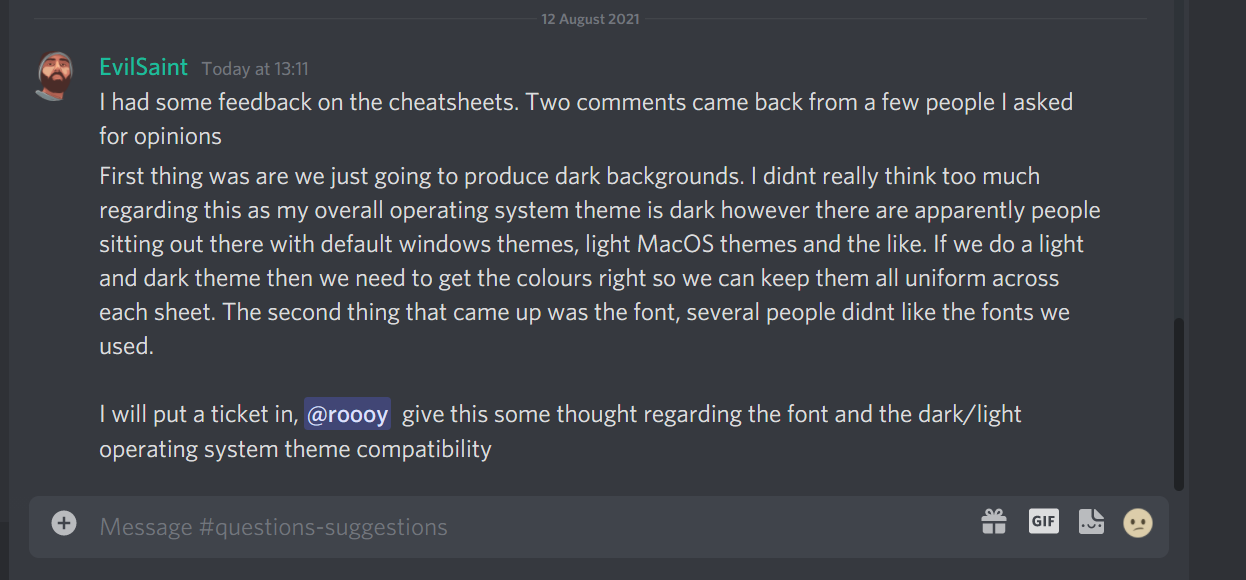 12 August 2021
EvilSaint Today at 13:11
I had some feedback on the cheatsheets. Two comments came back from a few people I asked
for opinions
First thing was are we just going to produce dark backgrounds. I didnt really think too much
regarding this as my overall operating system theme is dark however there are apparently people
sitting out there with default windows themes, light MacOS themes and the like. If we do a light
and dark theme then we need to get the colours right so we can keep them all uniform across
each sheet. The second thing that came up was the font, several people didnt like the fonts we
used.
I will put a ticket in, @roooy give this some thought regarding the font and the dark/light
operating system theme compatibility
Message #questions-suggestions
GIF